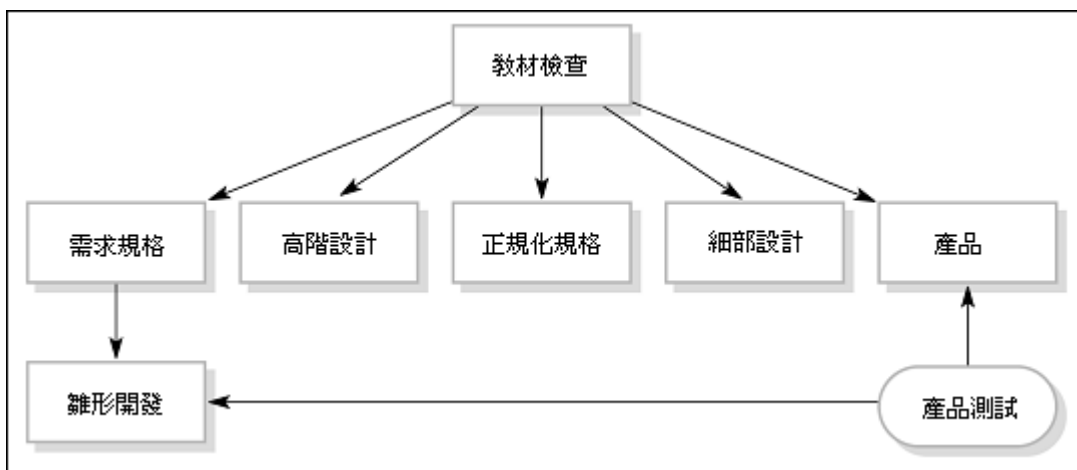 教材檢查
需求規格
高階設計
正規化規格
細部設計
產品
雛形開發
產品測試